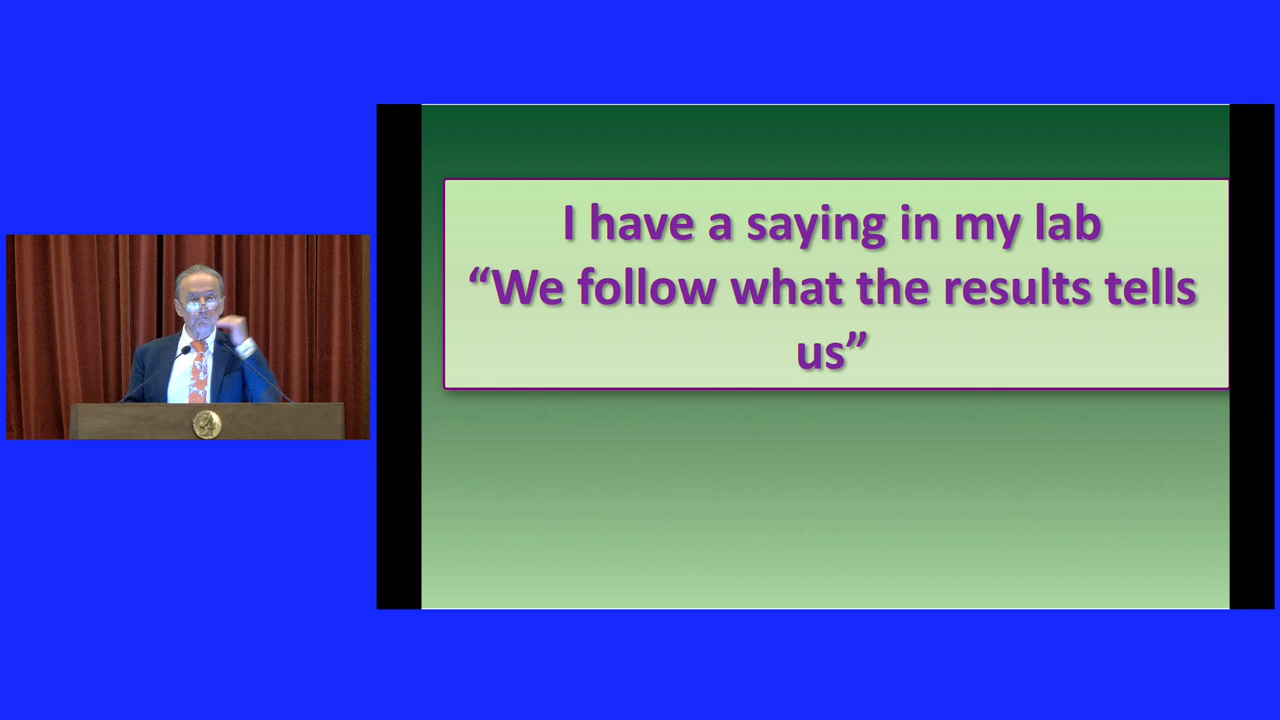 I have a saying in my lab
“We follow what the results tells
us”